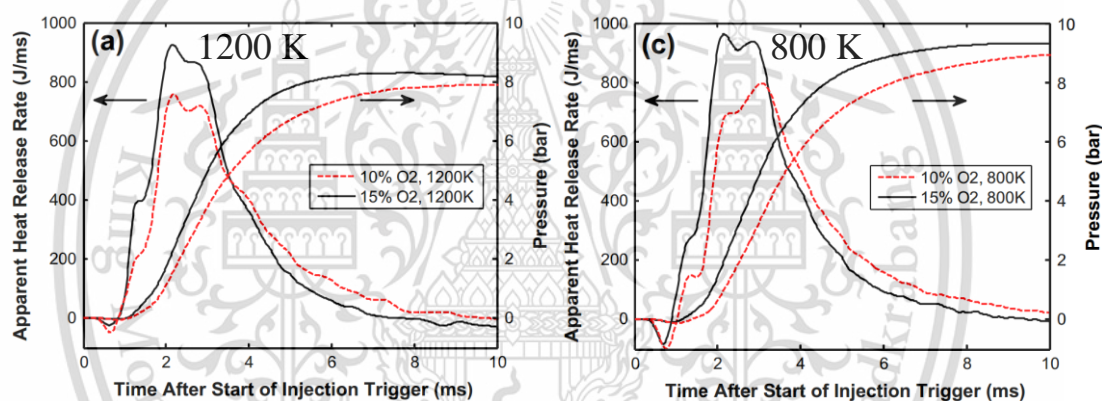 (a)
1200 K
Apparent Heat Release Rate (J/ms)
1000
800
600
400
200
0
10
8
6
4
2
0
Pressure (bar)
10% O2, 1200K
15% O2, 1200K
0 2 4 6 8 10
Time After Start of Injection Trigger (ms)
(c)
800 K
Apparent Heat Release Rate (J/ms)
1000
800
600
400
200
0
10
8
6
4
2
0
Pressure (bar)
10% O2, 800K
15% O2, 800K
0 2 4 6 8 10
Time After Start of Injection Trigger (ms)
King